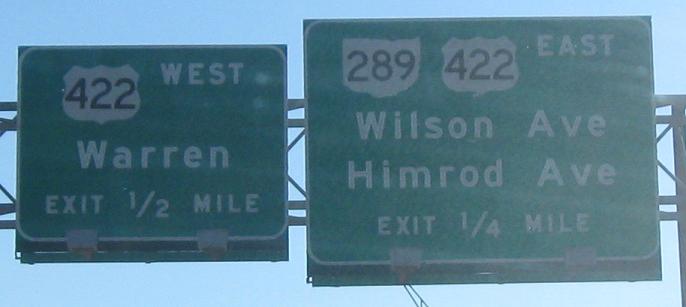 422 WEST
Warren
EXIT 1/2 MILE
289 422 EAST
Wilson Ave
Himrod Ave
EXIT 1/4 MILE